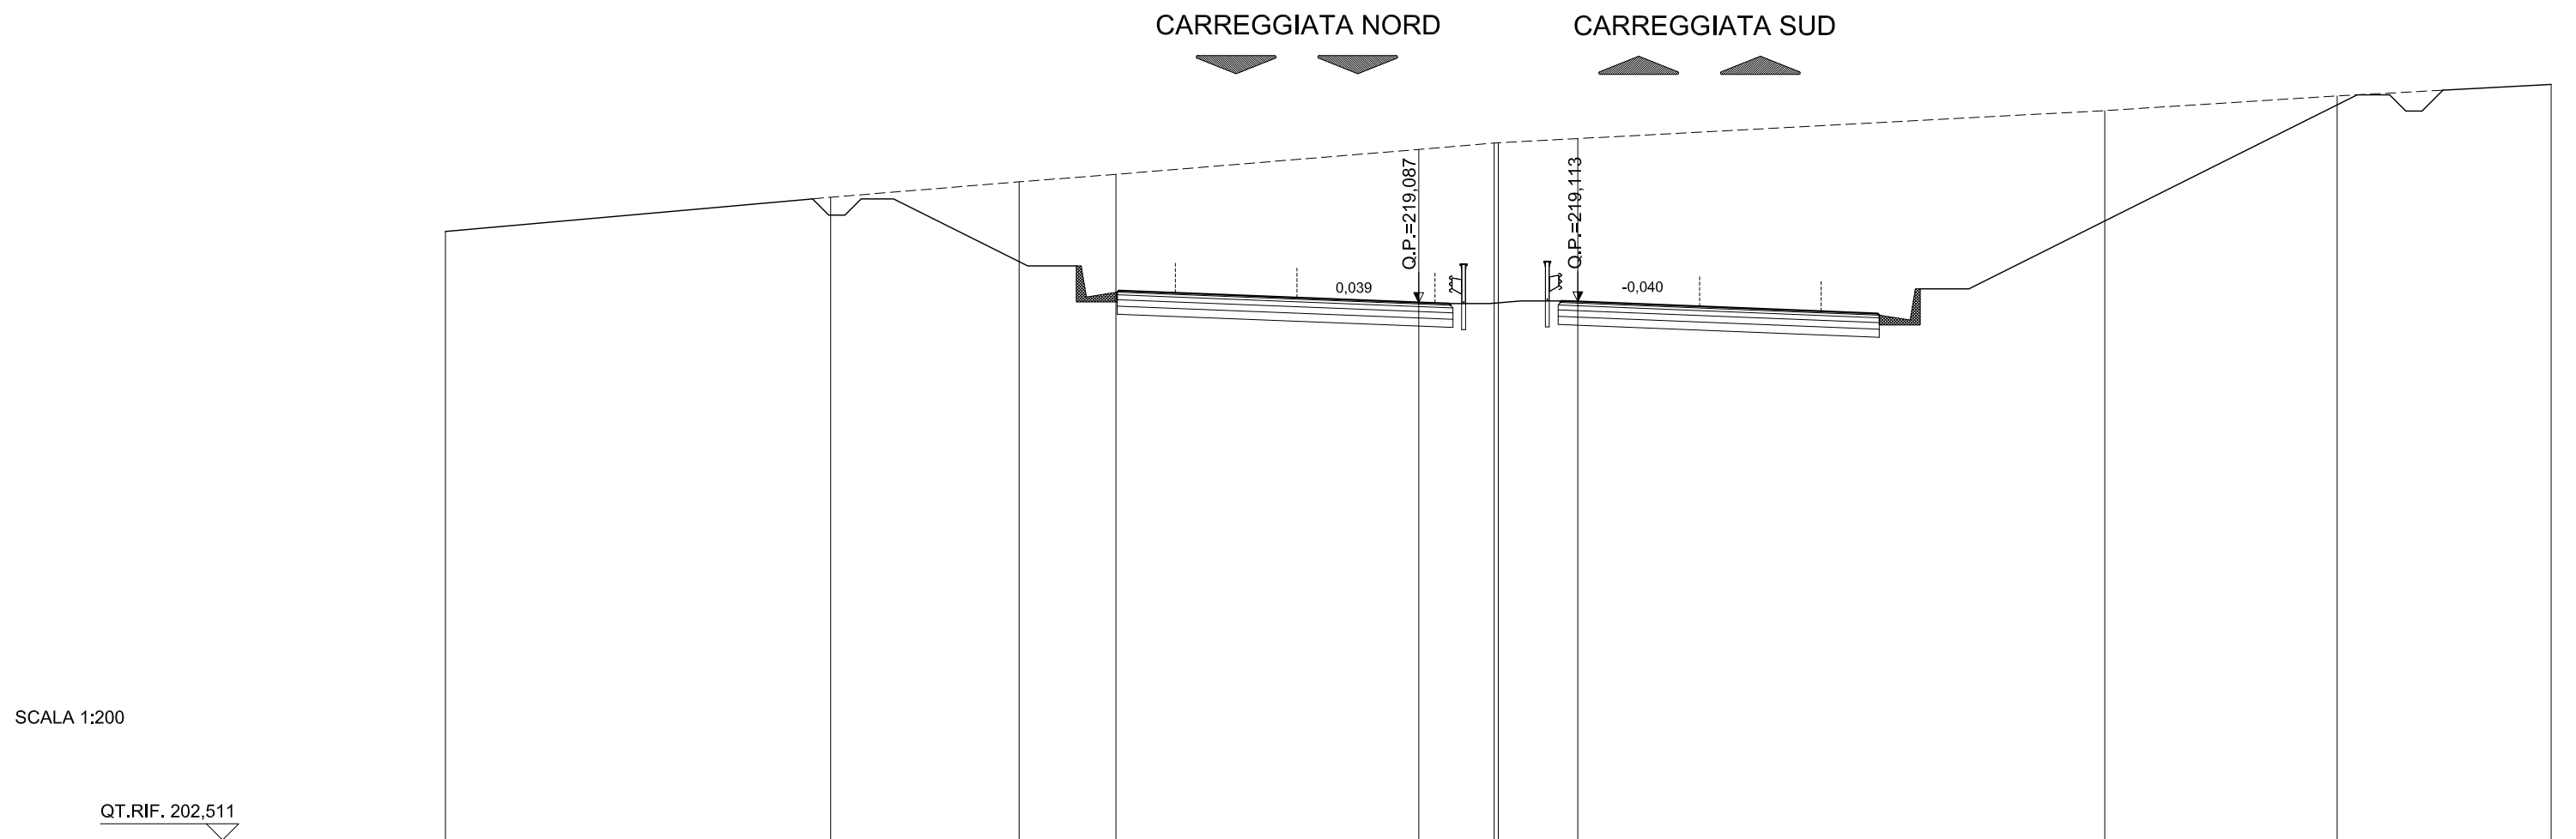 CARREGGIATA NORD
CARREGGIATA SUD
Q.P.=219,087
Q.P.=219,113
0,039
-0,040
SCALA 1:200
QT.RIF. 202,511